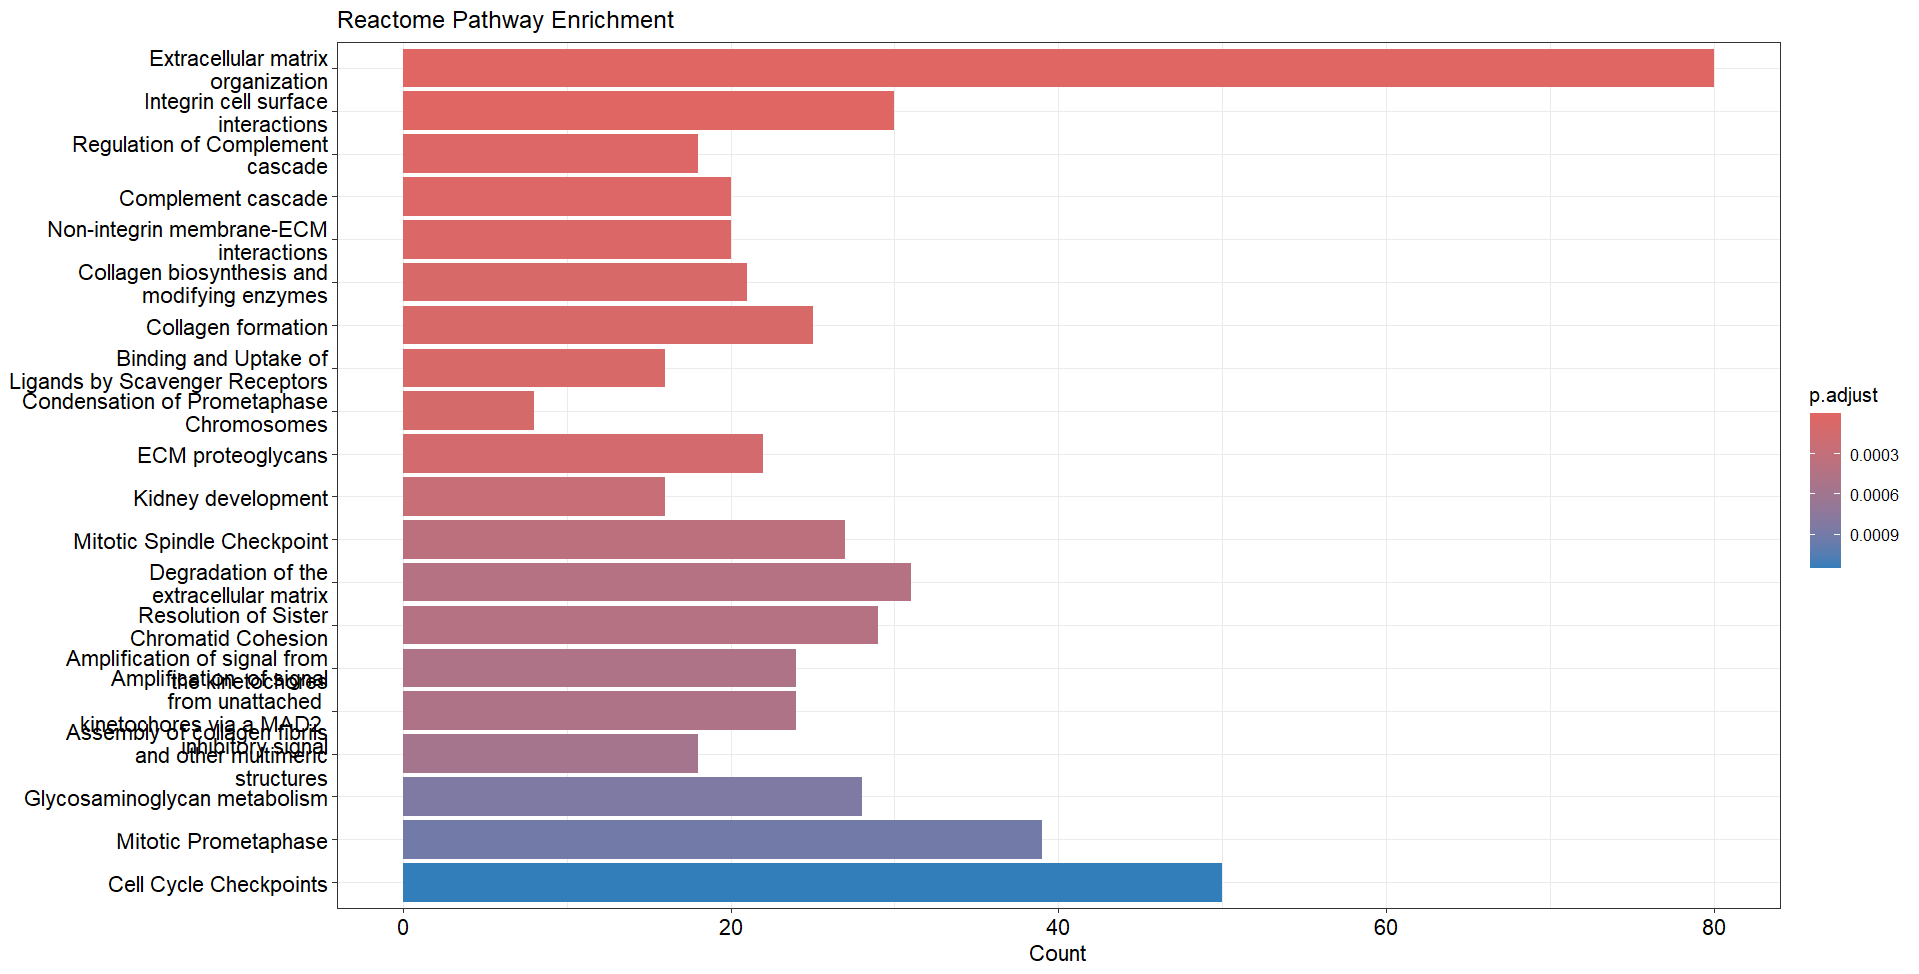 Reactome Pathway Enrichment
Extracellular matrix
organization
Integrin cell surface
interactions
Regulation of Complement
cascade
Complement cascade
Non-integrin membrane-ECM
interactions
Collagen biosynthesis and
modifying enzymes
Collagen formation
Binding and Uptake of
Ligands by Scavenger Receptors
Condensation of Prometaphase
Chromosomes
ECM proteoglycans
Kidney development
Mitotic Spindle Checkpoint
Degradation of the
extracellular matrix
Resolution of Sister
Chromatid Cohesion
Amplification of signal from
the kinetochores
Amplification of signal
from unattached
kinetochores via a MAD2
inhibitory signal
Assembly of collagen fibrils
and other multimeric
structures
Glycosaminoglycan metabolism
Mitotic Prometaphase
Cell Cycle Checkpoints
0 20 40 60 80
Count
p.adjust
0.0003
0.0006
0.0009